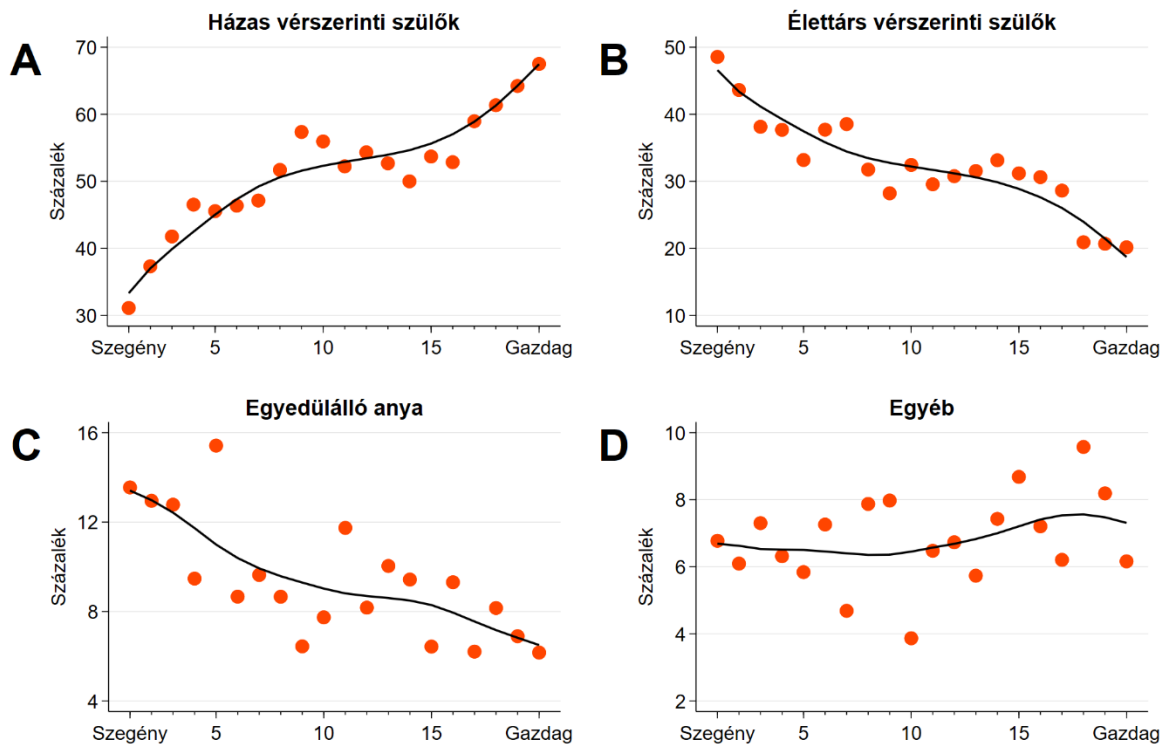 A
Házas vérszerinti szülők
Százalék
70
60
50
40
30
Szegény 5 10 15 Gazdag
B
Élettárs vérszerinti szülők
Százalék
50
40
30
20
10
Szegény 5 10 15 Gazdag
C
Egyedülálló anya
Százalék
16
12
8
4
Szegény 5 10 15 Gazdag
D
Egyéb
Százalék
10
8
6
4
2
Szegény 5 10 15 Gazdag